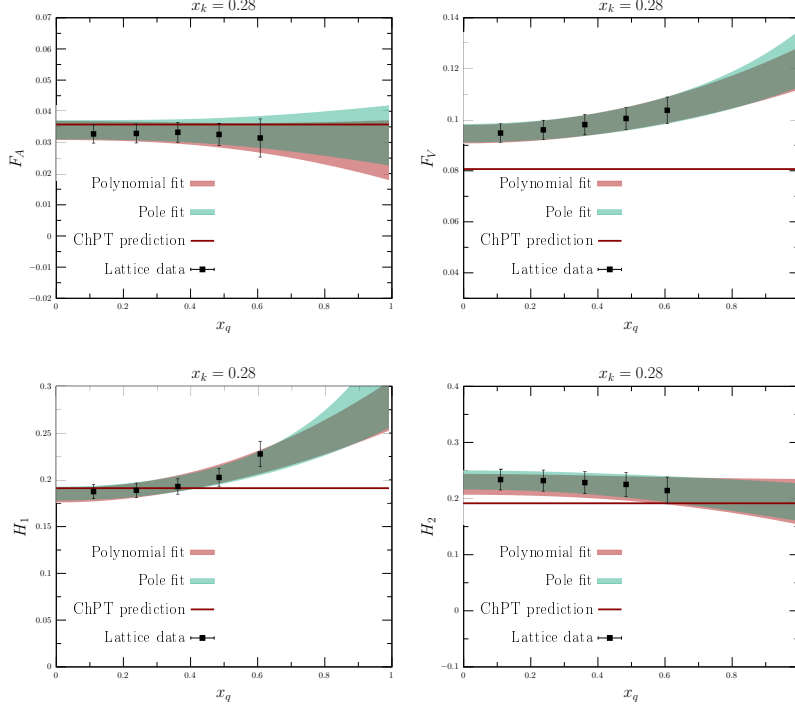 x_k = 0.28
0.07
0.06
0.05
0.04
0.03
0.02
0.01
0
−0.01
−0.02
F_A
Polynomial fit
Pole fit
ChPT prediction
Lattice data
0
0.2
0.4
0.6
0.8
1
x_q
x_k = 0.28
0.14
0.12
0.1
0.08
0.06
0.04
F_V
Polynomial fit
Pole fit
ChPT prediction
Lattice data
0
0.2
0.4
0.6
0.8
x_q
x_k = 0.28
0.3
0.25
0.2
0.15
0.1
0.05
0
H_1
Polynomial fit
Pole fit
ChPT prediction
Lattice data
0
0.2
0.4
0.6
0.8
1
x_q
x_k = 0.28
0.4
0.3
0.2
0.1
0
−0.1
H_2
Polynomial fit
Pole fit
ChPT prediction
Lattice data
0
0.2
0.4
0.6
0.8
x_q